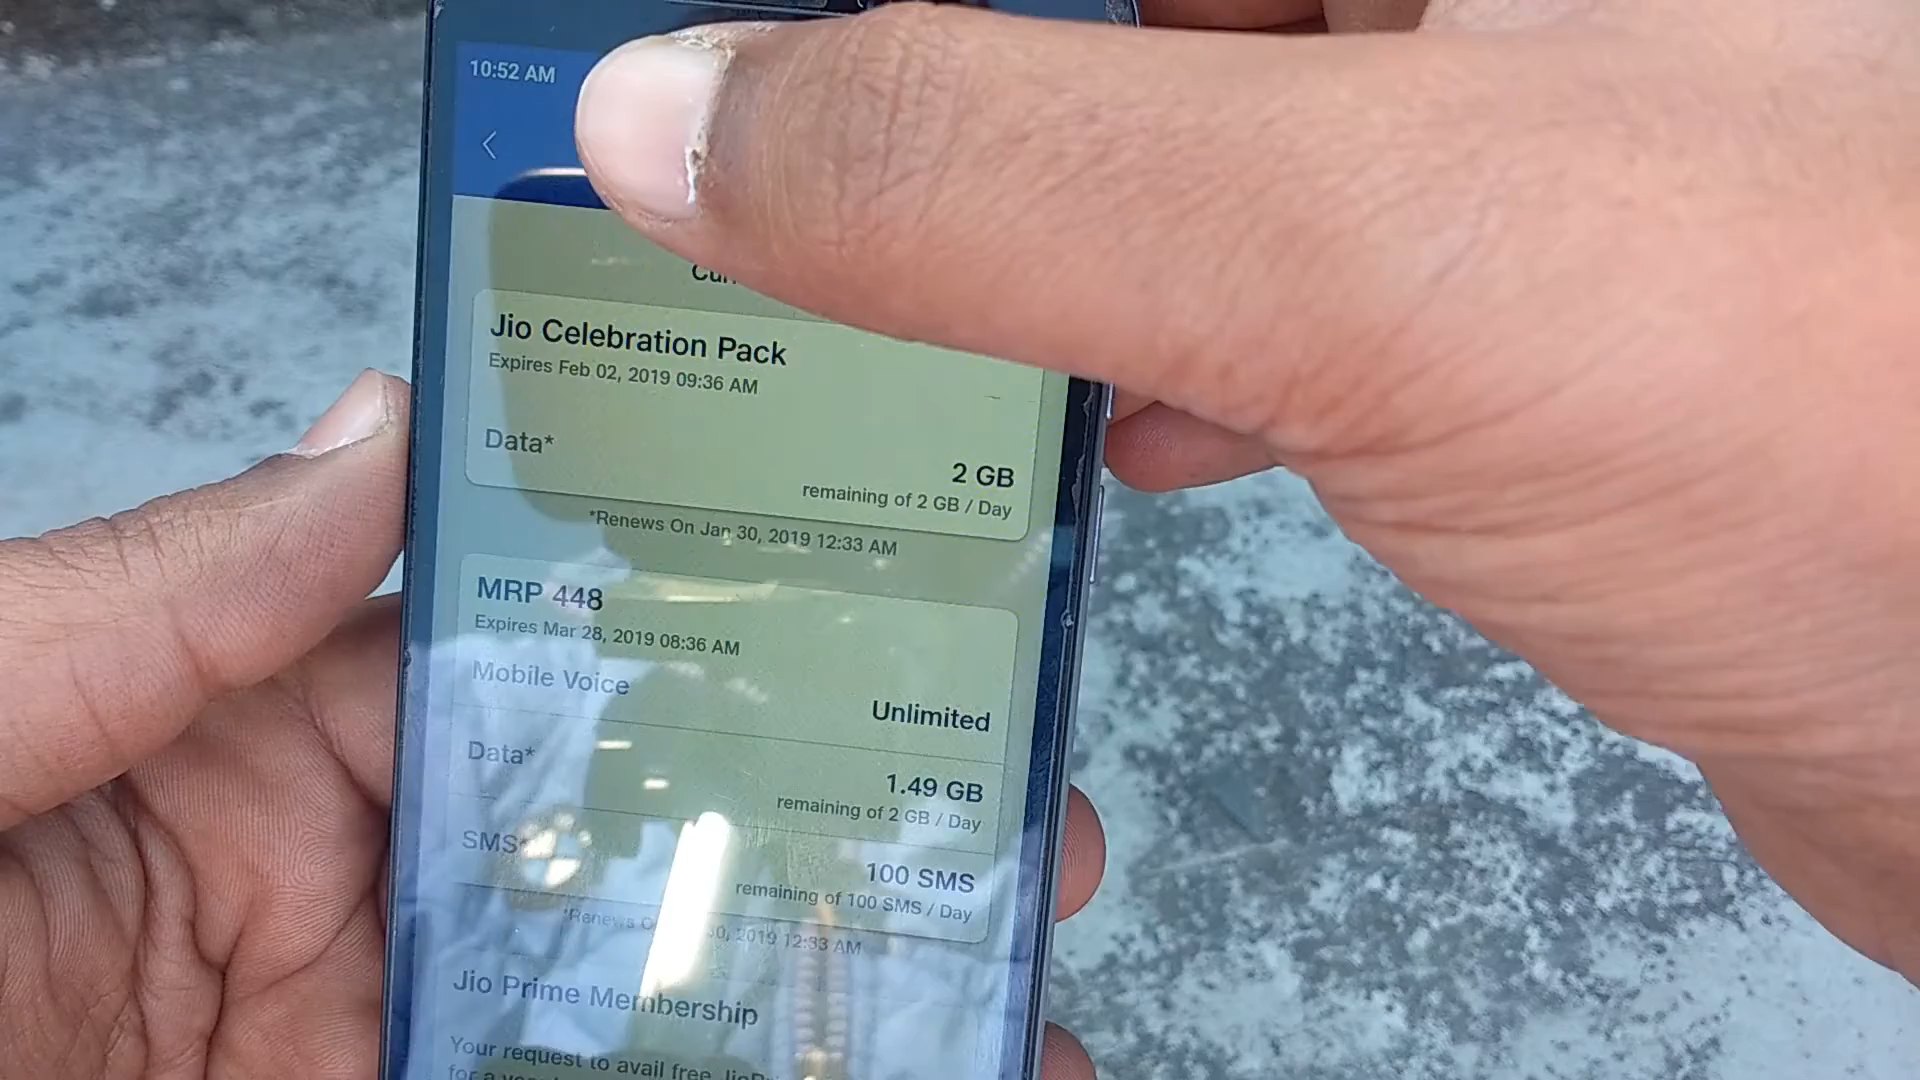 10:52 AM
Jio Celebration Pack
Expires Feb 02, 2019 09:36 AM
Data*
2 GB
remaining of 2 GB / Day
*Renews On Jan 30, 2019 12:33 AM
MRP 448
Expires Mar 28, 2019 08:36 AM
Mobile Voice
Unlimited
Data*
1.49 GB
remaining of 2 GB / Day
SMS*
100 SMS
remaining of 100 SMS / Day
*Renews 30, 2019 12:33 AM
Jio Prime Membership
Your request to avail free
for a